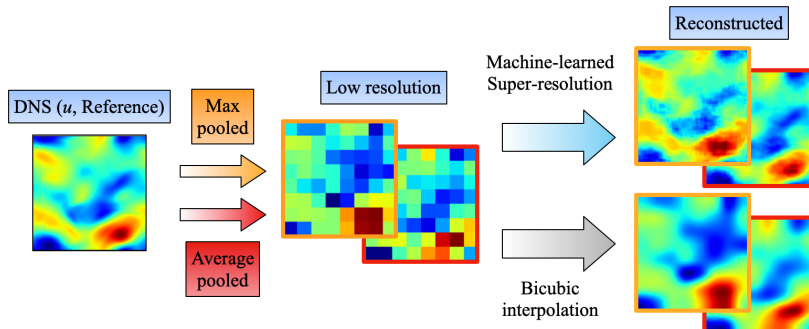 Reconstructed
Machine-learned
Super-resolution
DNS (u, Reference)
Max
pooled
Low resolution
Average
pooled
Bicubic
interpolation